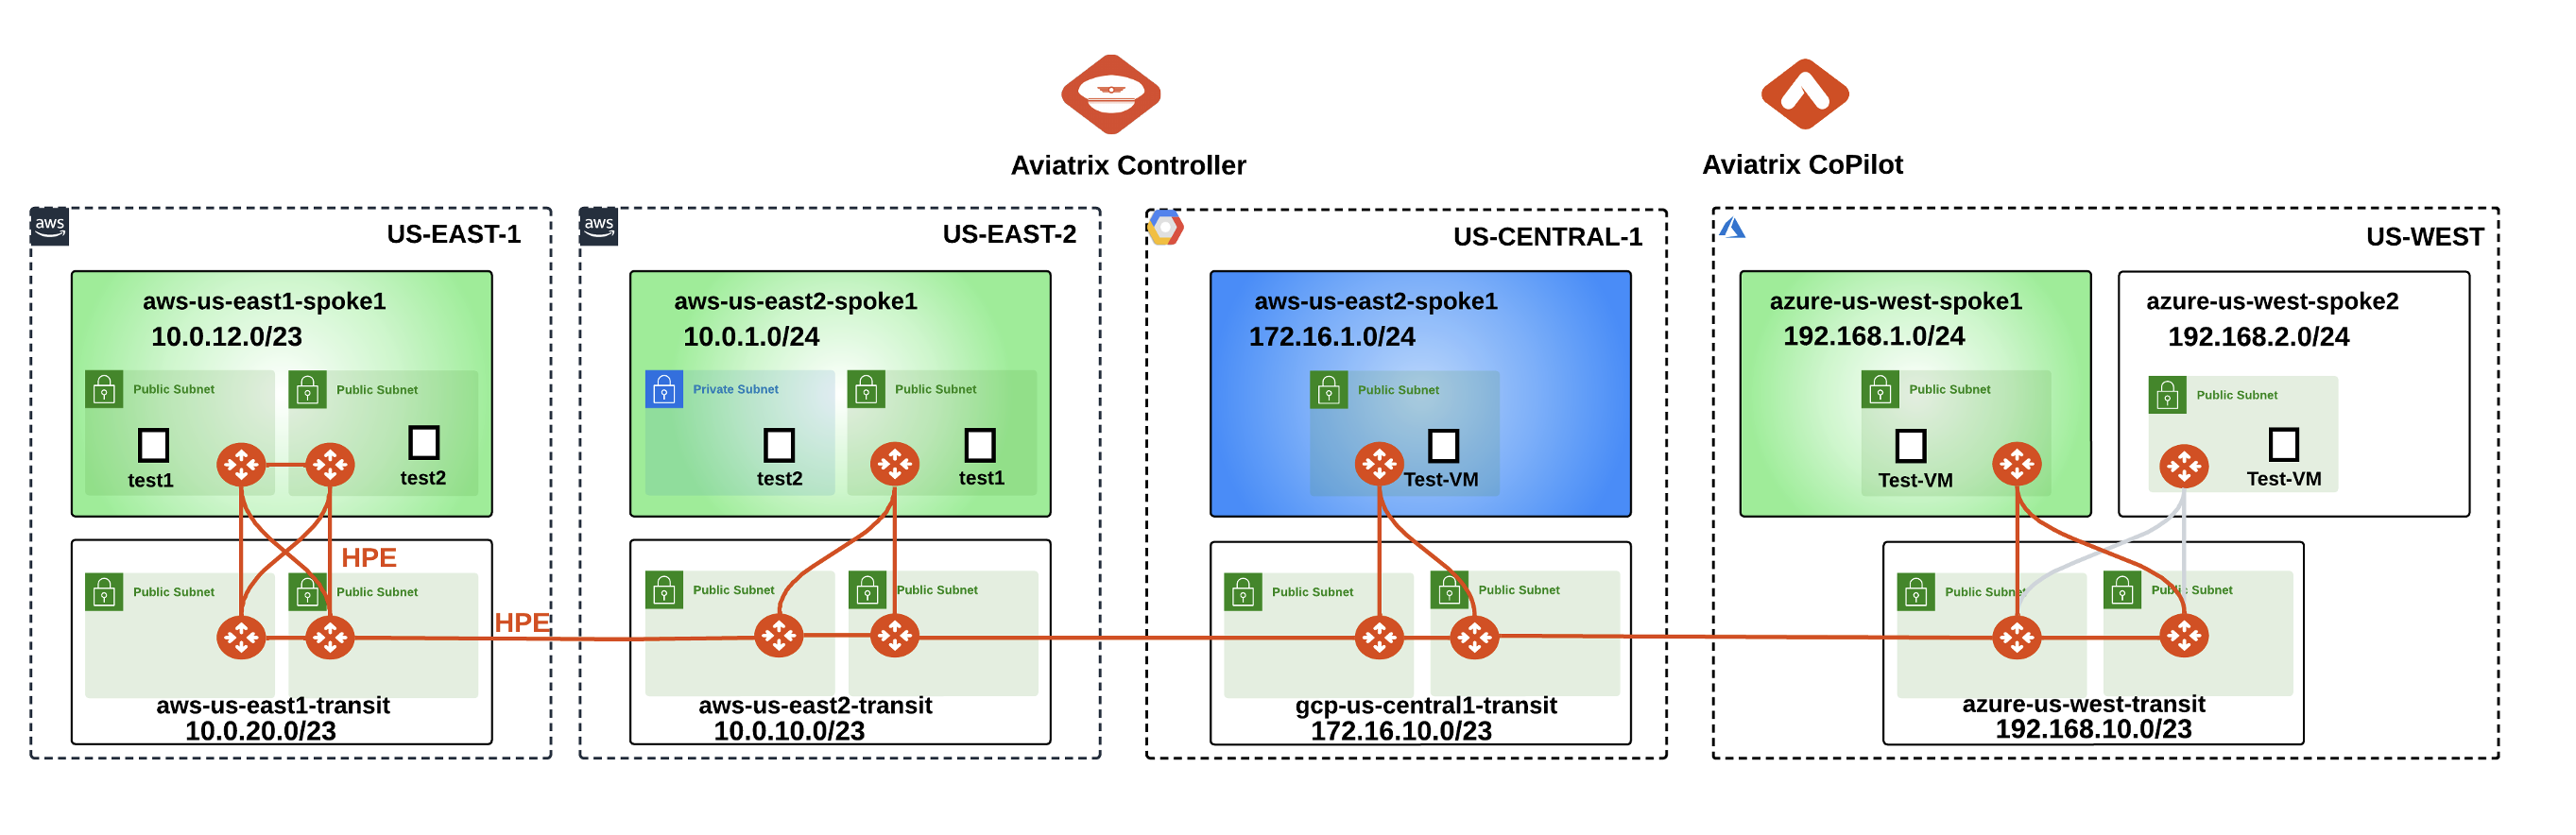 Aviatrix Controller
Aviatrix CoPilot
aws
US-EAST-1
aws-us-east1-spoke1
10.0.12.0/23
Public Subnet
Public Subnet
test1
test2
HPE
Public Subnet
Public Subnet
aws-us-east1-transit
10.0.20.0/23
HPE
aws
US-EAST-2
aws-us-east2-spoke1
10.0.1.0/24
Private Subnet
Public Subnet
test2
test1
Public Subnet
Public Subnet
aws-us-east2-transit
10.0.10.0/23
US-CENTRAL-1
aws-us-east2-spoke1
172.16.1.0/24
Public Subnet
Test-VM
Public Subnet
Public Subnet
gcp-us-central1-transit
172.16.10.0/23
US-WEST
azure-us-west-spoke1
192.168.1.0/24
Public Subnet
Test-VM
azure-us-west-spoke2
192.168.2.0/24
Public Subnet
Test-VM
Public Subnet
Public Subnet
azure-us-west-transit
192.168.10.0/23